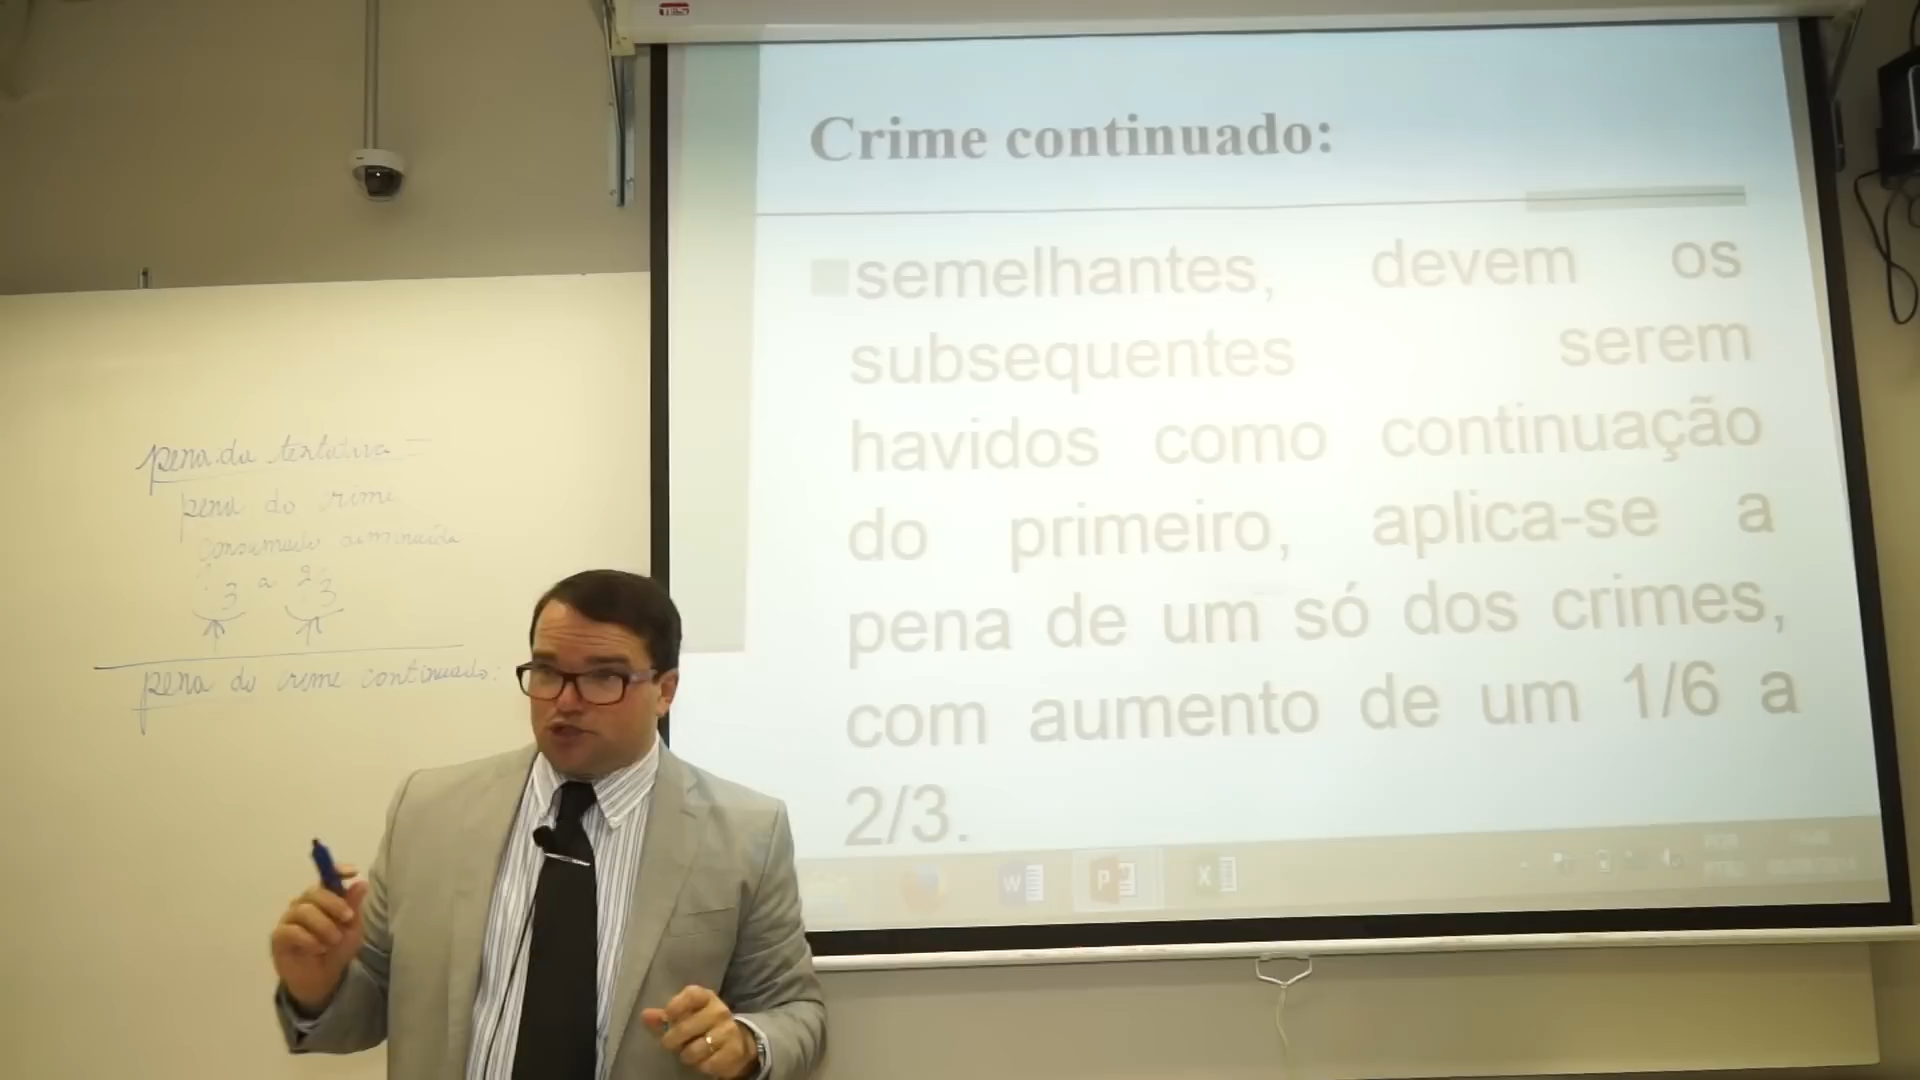 Crime continuado:
semelhantes, devem os
subsequentes serem
havidos como continuação
do primeiro, aplica-se a
pena de um só dos crimes,
com aumento de um 1/6 a
2/3.
pena da tentativa =
pena do crime
consumado diminuída
3 a 2 3
pena do crime continuado: